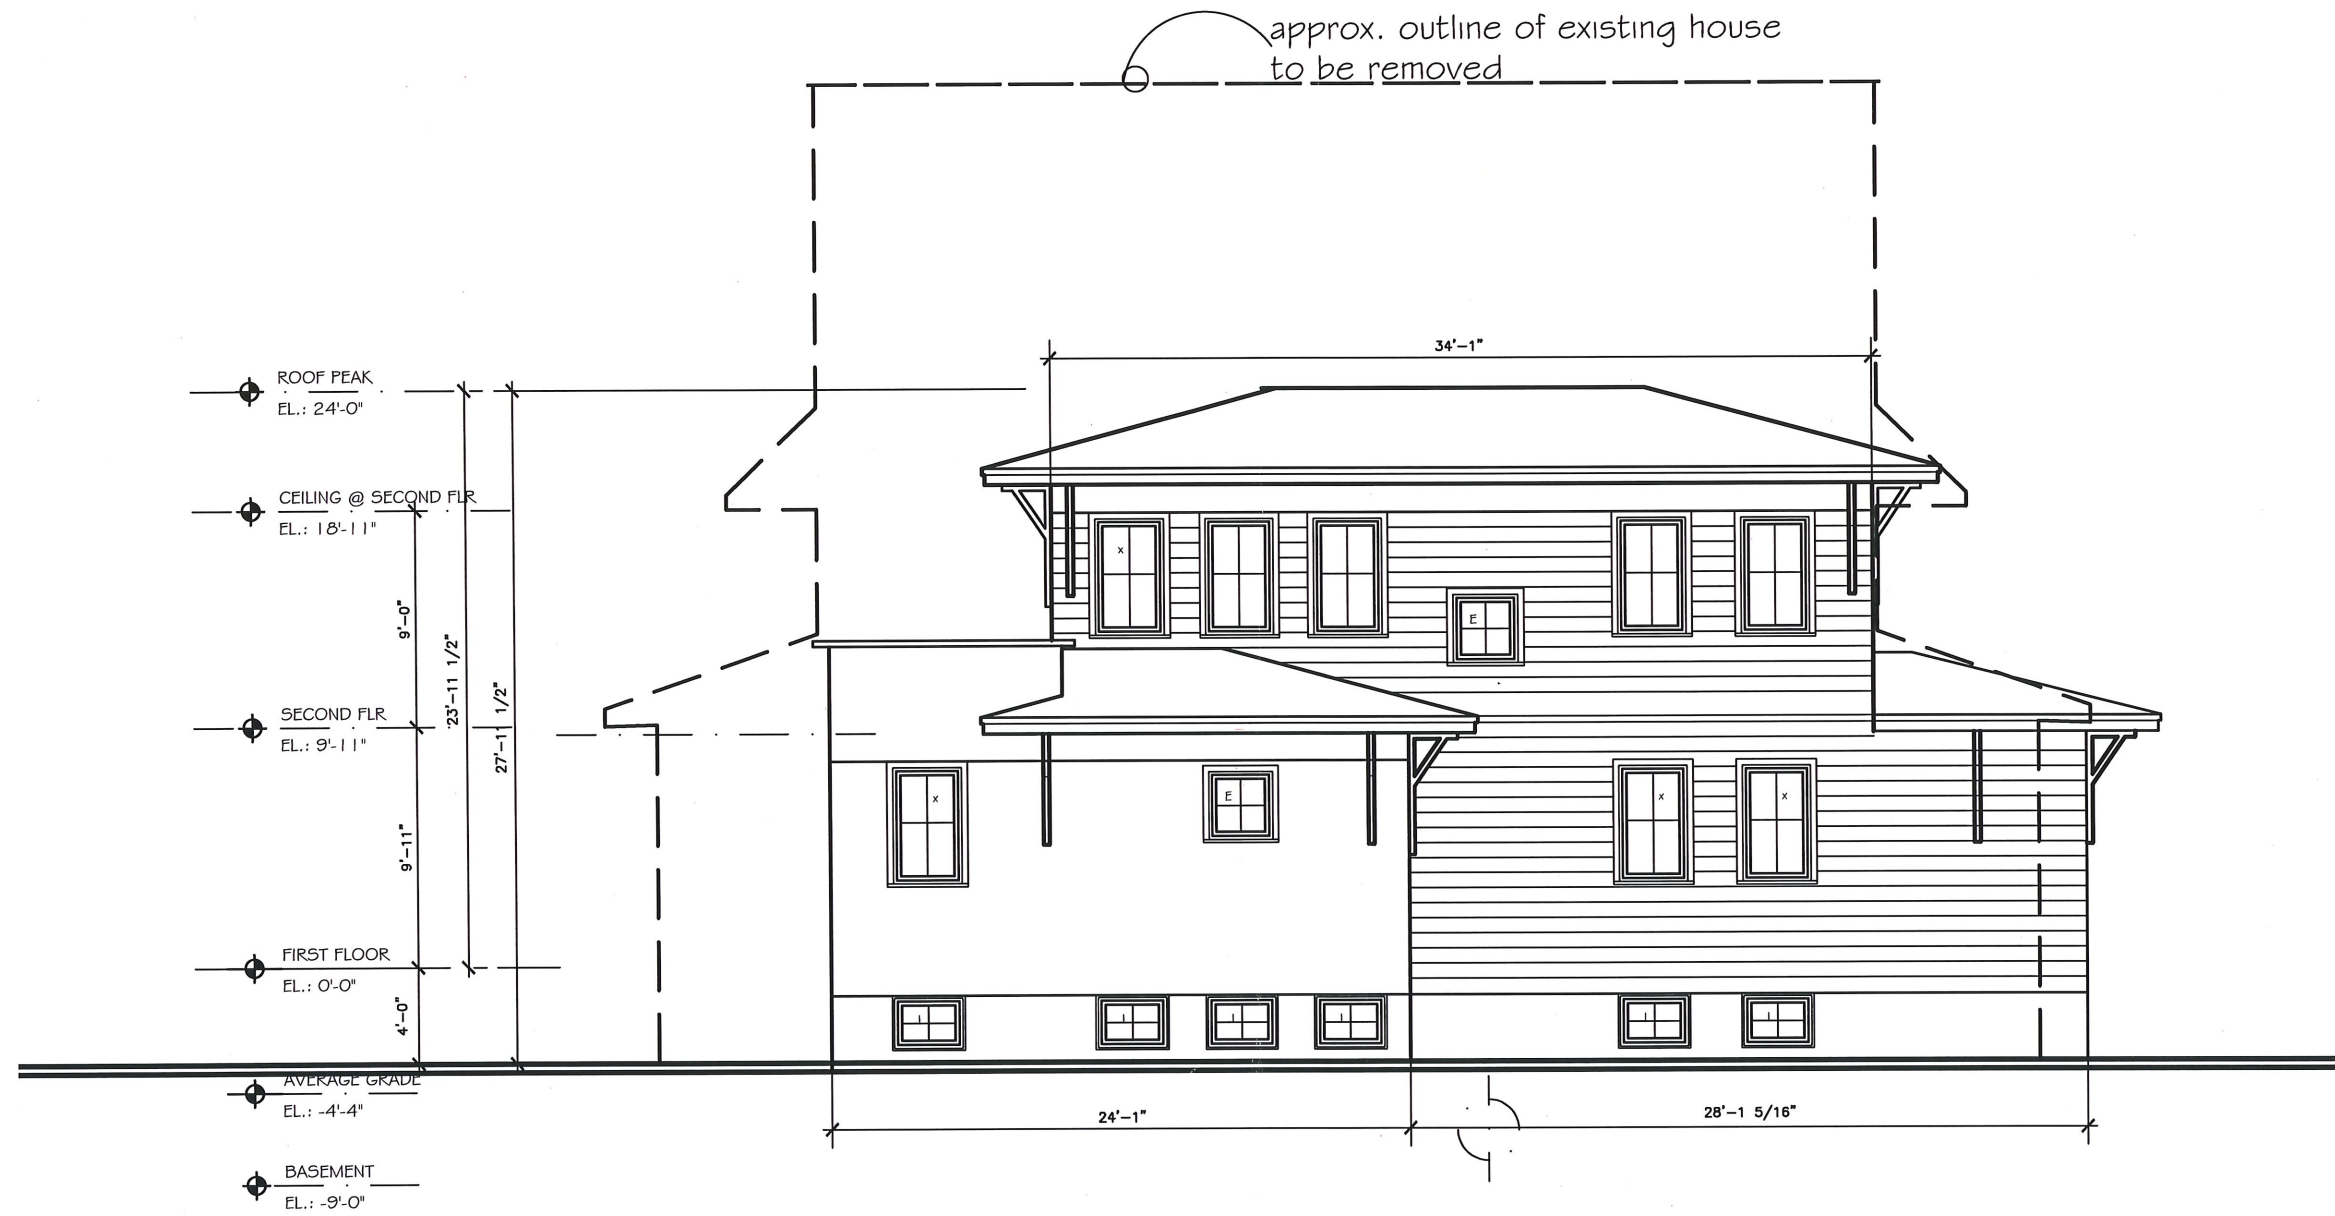 approx. outline of existing house
to be removed
34'-1"
ROOF PEAK
EL.: 24'-0"
CEILING @ SECOND FLR
EL.: 18'-11"
9'-0"
23'-11 1/2"
27'-11 1/2"
SECOND FLR
EL.: 9'-11"
9'-11"
FIRST FLOOR
EL.: 0'-0"
4'-0"
AVERAGE GRADE
EL.: -4'-4"
BASEMENT
EL.: -9'-0"
24'-1"
28'-1 5/16"
X
E
X
E
X
X
I
I
I
I
I
I